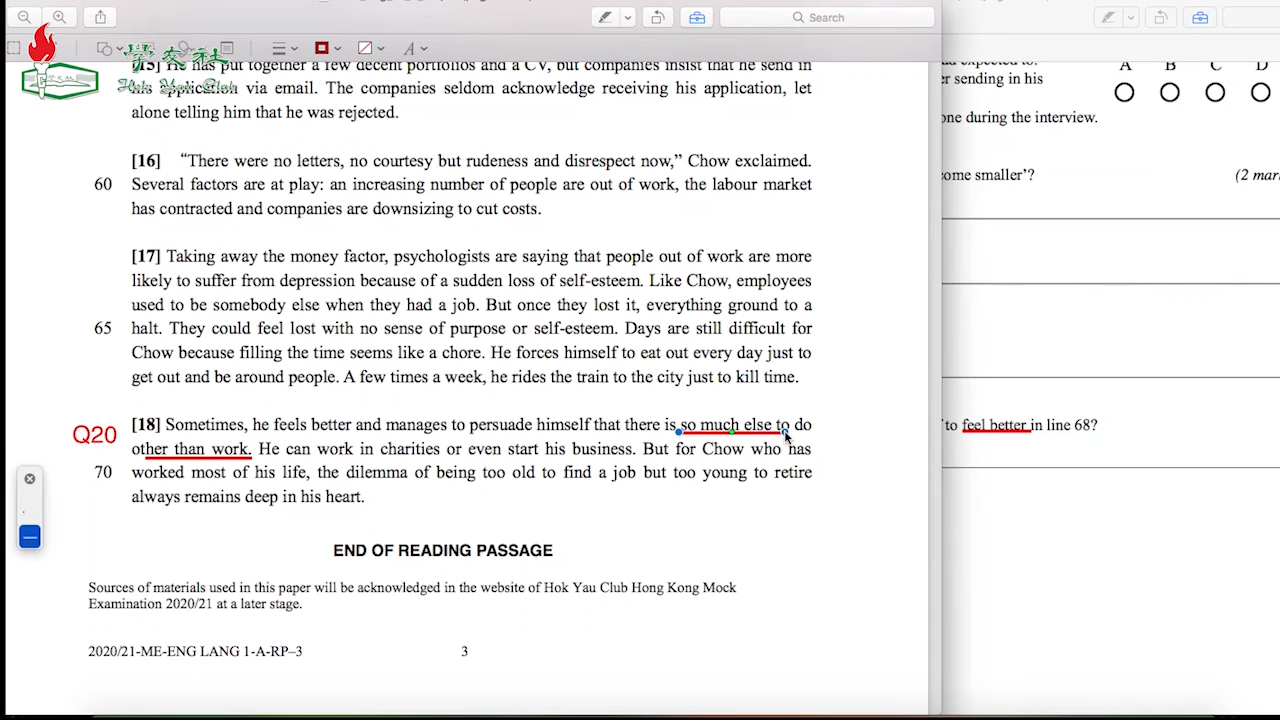 Search
學友社
Hok Yau Club
[15] He has put together a few decent portfolios and a CV, but companies insist that he send in
his application via email. The companies seldom acknowledge receiving his application, let
alone telling him that he was rejected.
[16] “There were no letters, no courtesy but rudeness and disrespect now,” Chow exclaimed.
60 Several factors are at play: an increasing number of people are out of work, the labour market
has contracted and companies are downsizing to cut costs.
[17] Taking away the money factor, psychologists are saying that people out of work are more
likely to suffer from depression because of a sudden loss of self-esteem. Like Chow, employees
used to be somebody else when they had a job. But once they lost it, everything ground to a
65 halt. They could feel lost with no sense of purpose or self-esteem. Days are still difficult for
Chow because filling the time seems like a chore. He forces himself to eat out every day just to
get out and be around people. A few times a week, he rides the train to the city just to kill time.
Q20 [18] Sometimes, he feels better and manages to persuade himself that there is so much else to do
other than work. He can work in charities or even start his business. But for Chow who has
70 worked most of his life, the dilemma of being too old to find a job but too young to retire
always remains deep in his heart.
END OF READING PASSAGE
Sources of materials used in this paper will be acknowledged in the website of Hok Yau Club Hong Kong Mock
Examination 2020/21 at a later stage.
2020/21-ME-ENG LANG 1-A-RP–3 3
A B C D
er sending in his
one during the interview.
come smaller’? (2 mar
‘to feel better in line 68?